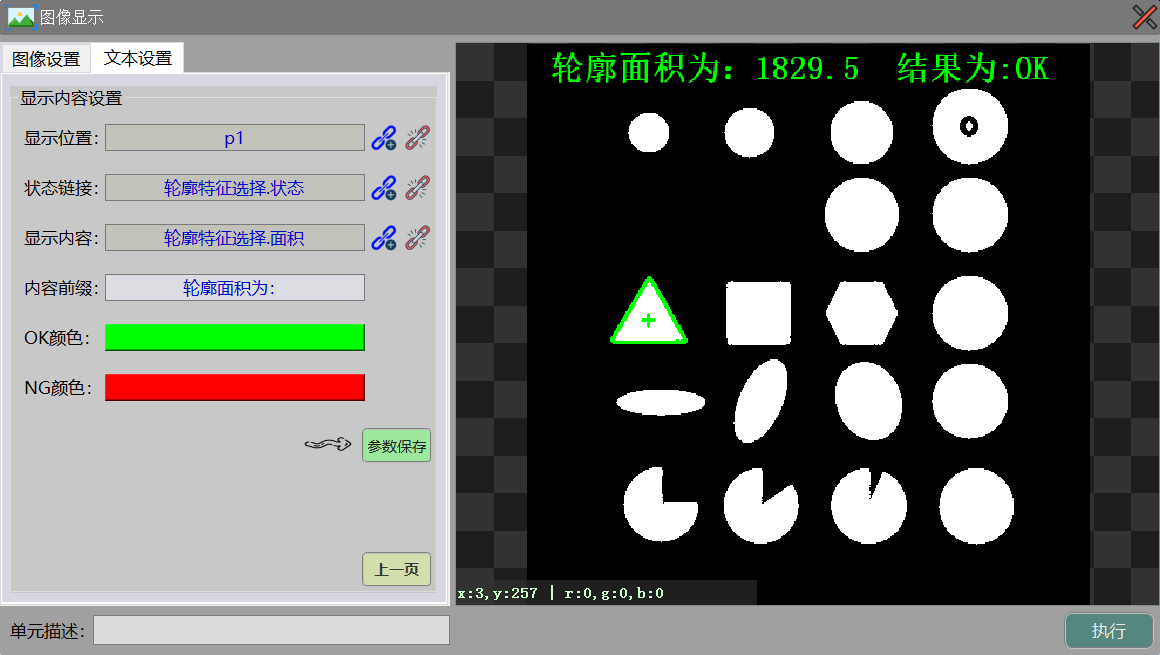 图像显示
图像设置 文本设置
显示内容设置
显示位置: p1
状态链接: 轮廓特征选择.状态
显示内容: 轮廓特征选择.面积
内容前缀: 轮廓面积为:
OK颜色:
NG颜色:
参数保存
上一页
轮廓面积为: 1829.5 结果为:OK
x:3,y:257 | r:0,g:0,b:0
单元描述:
执行